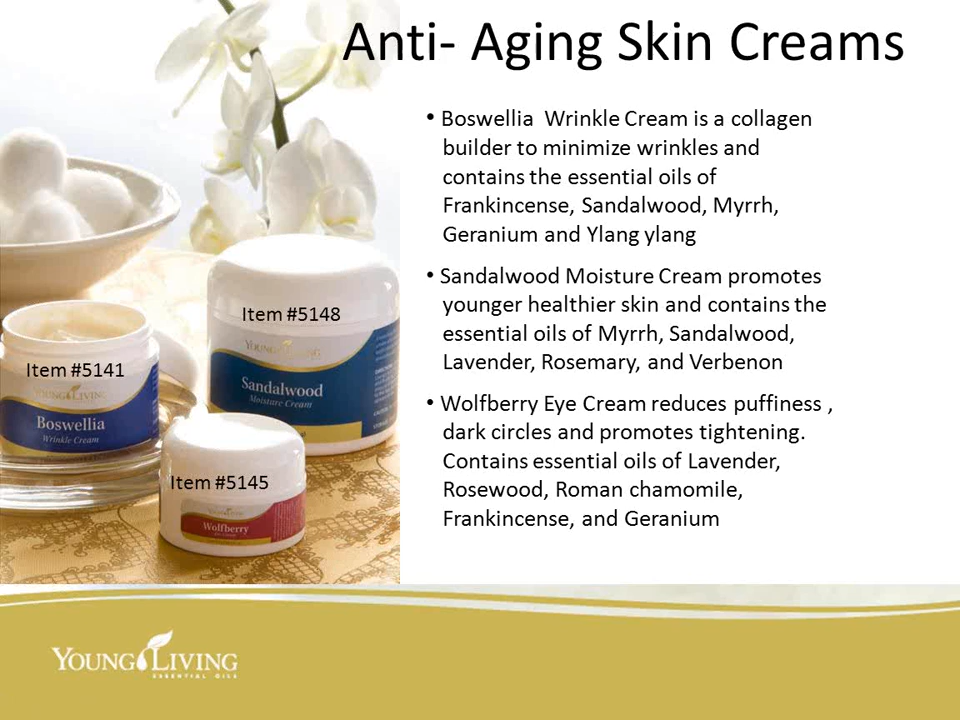 Anti- Aging Skin Creams
• Boswellia  Wrinkle Cream is a collagen
builder to minimize wrinkles and
contains the essential oils of
Frankincense, Sandalwood, Myrrh,
Geranium and Ylang ylang
• Sandalwood Moisture Cream promotes
younger healthier skin and contains the
essential oils of Myrrh, Sandalwood,
Lavender, Rosemary, and Verbenon
• Wolfberry Eye Cream reduces puffiness ,
dark circles and promotes tightening.
Contains essential oils of Lavender,
Rosewood, Roman chamomile,
Frankincense, and Geranium
Item #5148
YOUNG LIVING
Sandalwood
Moisture Cream
Item #5141
YOUNG LIVING
Boswellia
Wrinkle Cream
Item #5145
Wolfberry
YOUNG LIVING
ESSENTIAL OILS